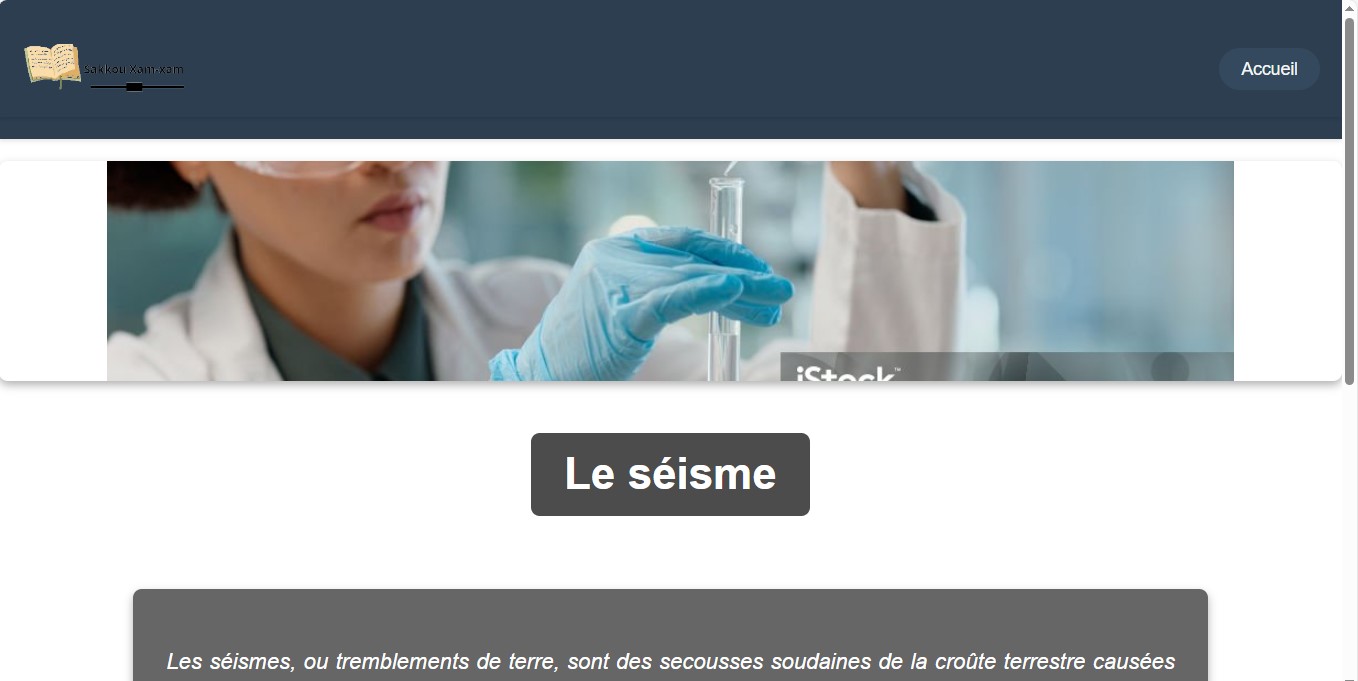 Sakkou Xam-xam
Accueil
iStock™
Le séisme
Les séismes, ou tremblements de terre, sont des secousses soudaines de la croûte terrestre causées